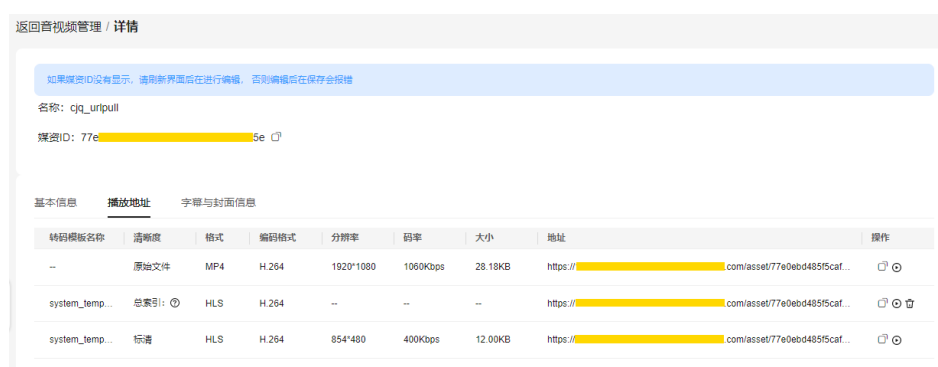 返回音视频管理 / 详情
如果媒资ID没有显示，请刷新界面后在进行编辑， 否则编辑后在保存会报错
名称：cjq_urlpull
媒资ID：77e 5e
基本信息 播放地址 字幕与封面信息
转码模板名称 清晰度 格式 编码格式 分辨率 码率 大小 地址 操作
-- 原始文件 MP4 H.264 1920*1080 1060Kbps 28.18KB https:// .com/asset/77e0ebd485f5caf...
system_temp... 总索引: HLS H.264 -- -- -- https:// .com/asset/77e0ebd485f5caf...
system_temp... 标清 HLS H.264 854*480 400Kbps 12.00KB https:// .com/asset/77e0ebd485f5caf...